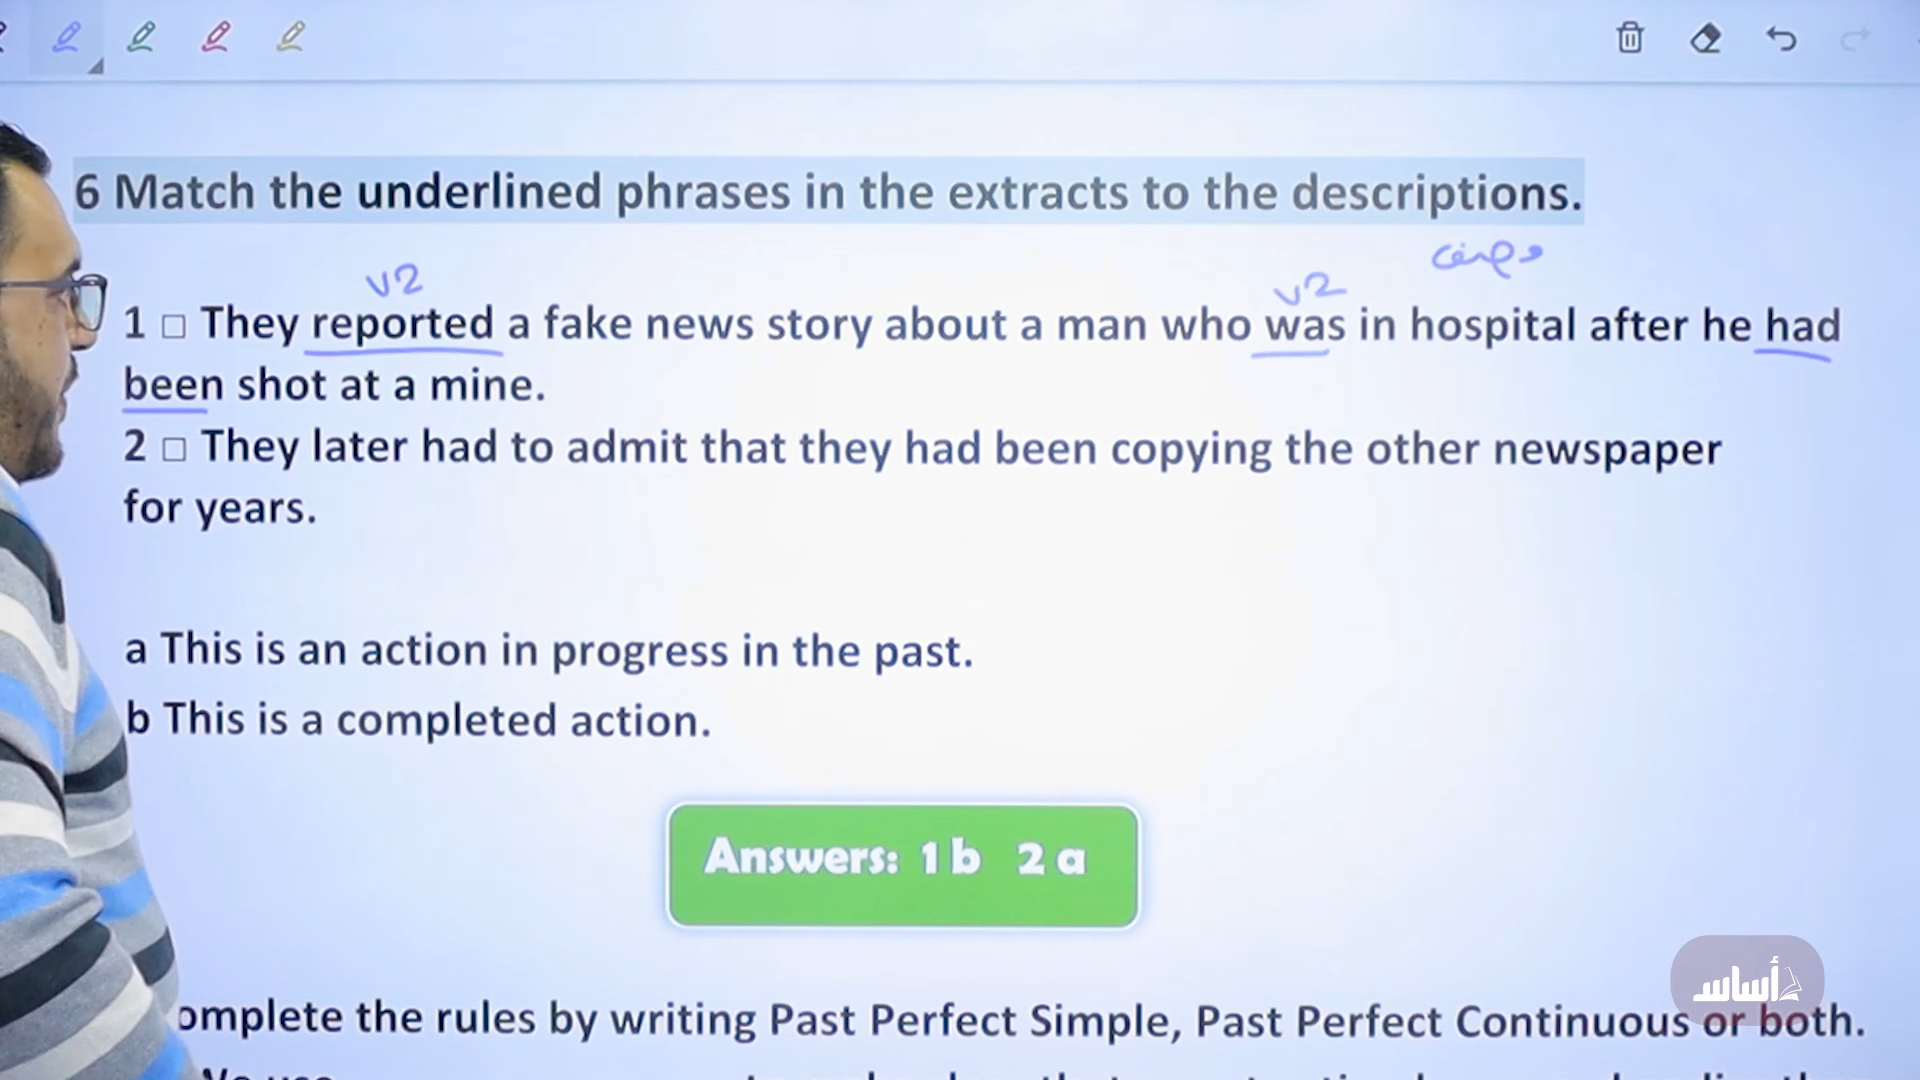 6 Match the underlined phrases in the extracts to the descriptions.
v2
v2
1 □ They reported a fake news story about a man who was in hospital after he had
been shot at a mine.
2 □ They later had to admit that they had been copying the other newspaper
for years.
a This is an action in progress in the past.
b This is a completed action.
Answers: 1 b 2 a
omplete the rules by writing Past Perfect Simple, Past Perfect Continuous or both.
أساس